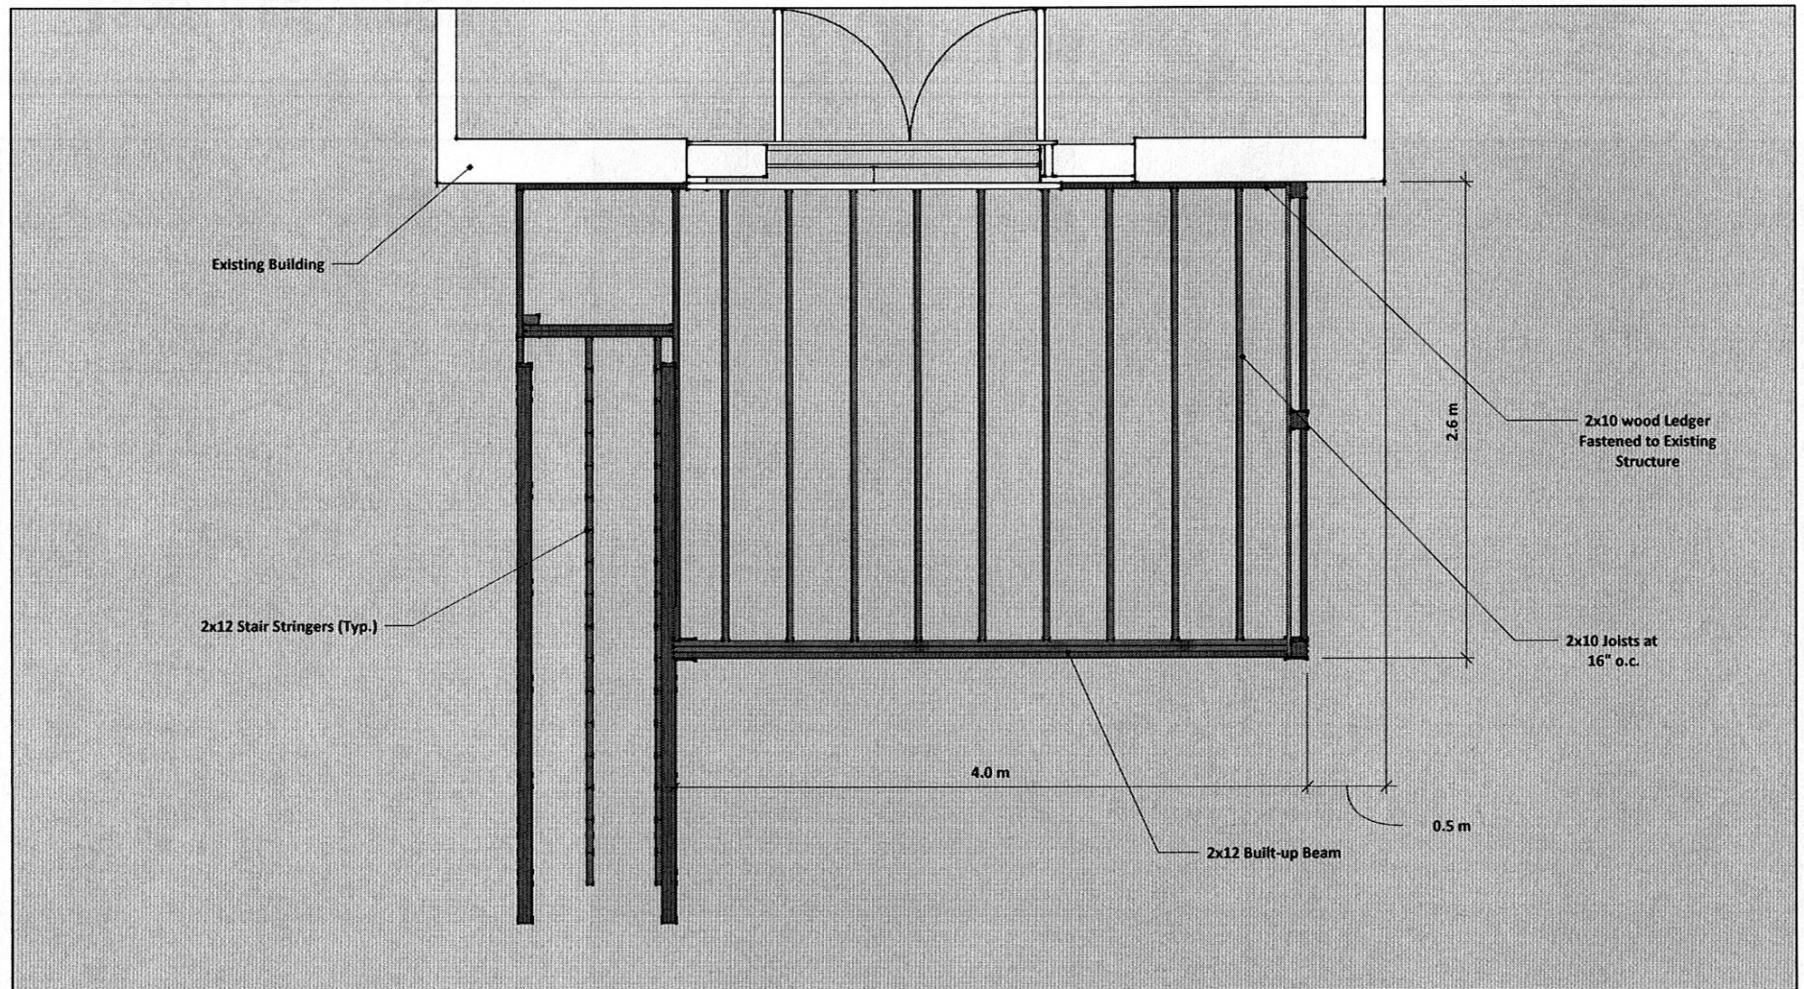 Existing Building
2.6 m
2x10 wood Ledger
Fastened to Existing
Structure
2x12 Stair Stringers (Typ.)
2x10 Joists at
16" o.c.
4.0 m
0.5 m
2x12 Built-up Beam